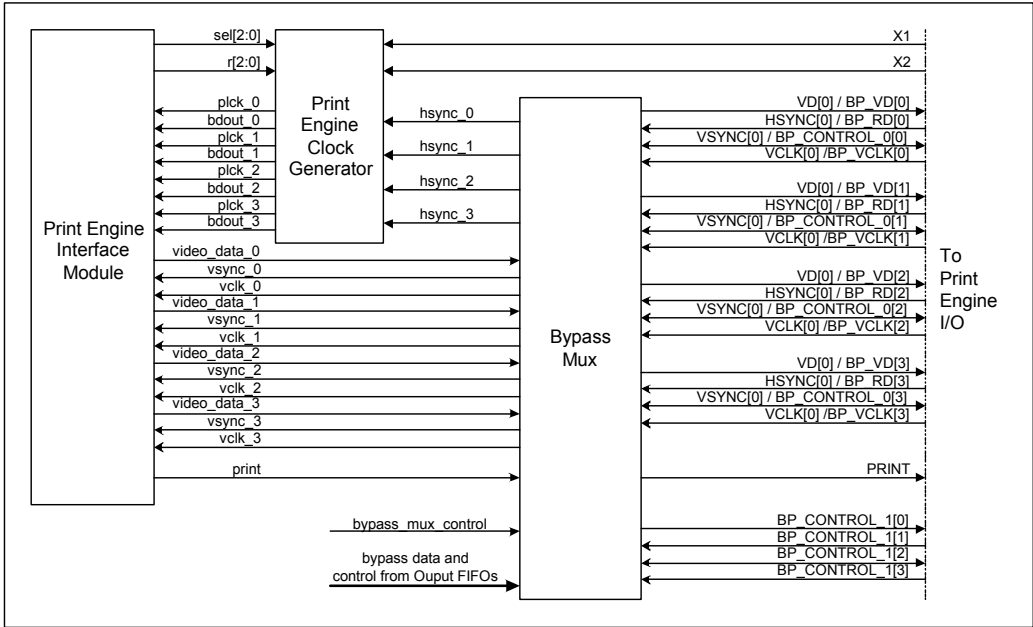 sel[2:0]
r[2:0]
X1
X2
Print
Engine
Clock
Generator
plck_0
bdout_0
plck_1
bdout_1
plck_2
bdout_2
plck_3
bdout_3
hsync_0
hsync_1
hsync_2
hsync_3
Print Engine
Interface
Module
video_data_0
vsync_0
vclk_0
video_data_1
vsync_1
vclk_1
video_data_2
vsync_2
vclk_2
video_data_3
vsync_3
vclk_3
print
bypass_mux_control
bypass data and
control from Ouput FIFOs
Bypass
Mux
VD[0] / BP_VD[0]
HSYNC[0] / BP_RD[0]
VSYNC[0] / BP_CONTROL_0[0]
VCLK[0] /BP_VCLK[0]
VD[0] / BP_VD[1]
HSYNC[0] / BP_RD[1]
VSYNC[0] / BP_CONTROL_0[1]
VCLK[0] /BP_VCLK[1]
VD[0] / BP_VD[2]
HSYNC[0] / BP_RD[2]
VSYNC[0] / BP_CONTROL_0[2]
VCLK[0] /BP_VCLK[2]
VD[0] / BP_VD[3]
HSYNC[0] / BP_RD[3]
VSYNC[0] / BP_CONTROL_0[3]
VCLK[0] /BP_VCLK[3]
PRINT
BP_CONTROL_1[0]
BP_CONTROL_1[1]
BP_CONTROL_1[2]
BP_CONTROL_1[3]
To
Print
Engine
I/O